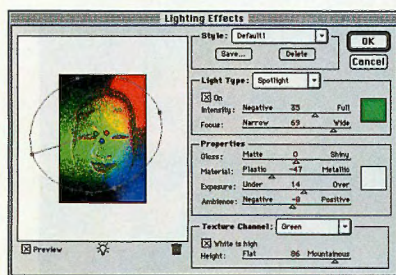 Lighting Effects
Style: Default1
Save... Delete
OK
Cancel
Light Type: Spotlight
On
Intensity: Negative 35 Full
Focus: Narrow 69 Wide
Properties
Gloss: Matte 0 Shiny
Material: Plastic -47 Metallic
Exposure: Under 14 Over
Ambience: Negative -8 Positive
Texture Channel: Green
White is high
Height: Flat 86 Mountainous
Preview